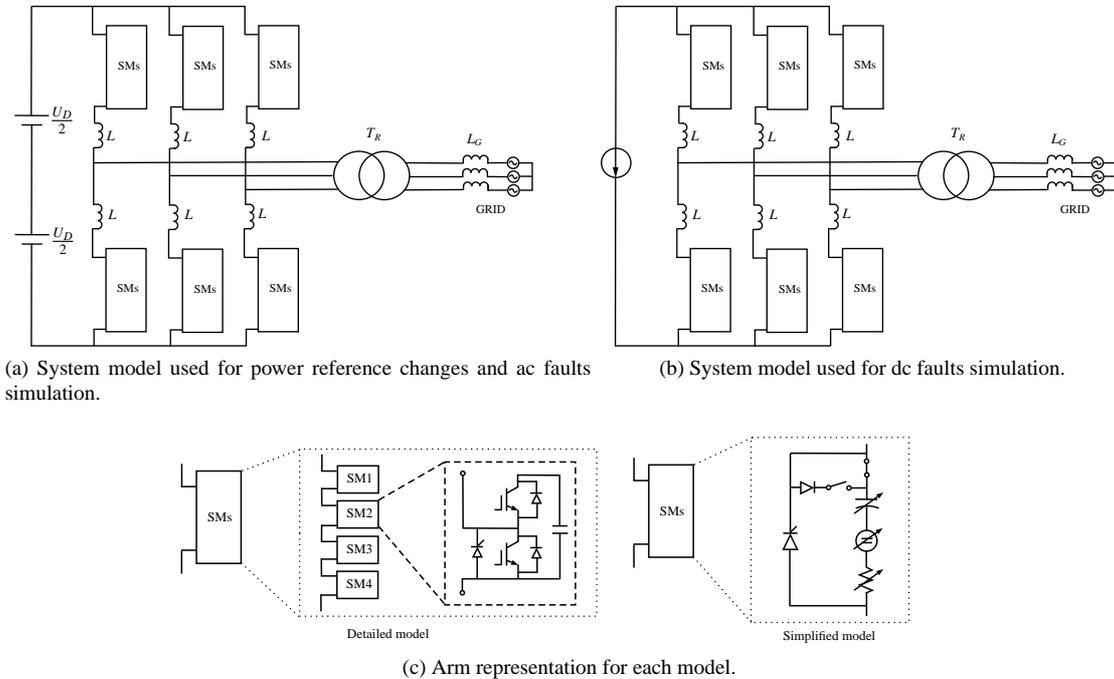 SMs SMs SMs
U_D/2
L L L
T_R
L_G
GRID
L L L
U_D/2
SMs SMs SMs
(a) System model used for power reference changes and ac faults
simulation.
SMs SMs SMs
L L L
T_R
L_G
GRID
L L L
SMs SMs SMs
(b) System model used for dc faults simulation.
SMs
SM1
SM2
SM3
SM4
Detailed model
SMs
Simplified model
(c) Arm representation for each model.